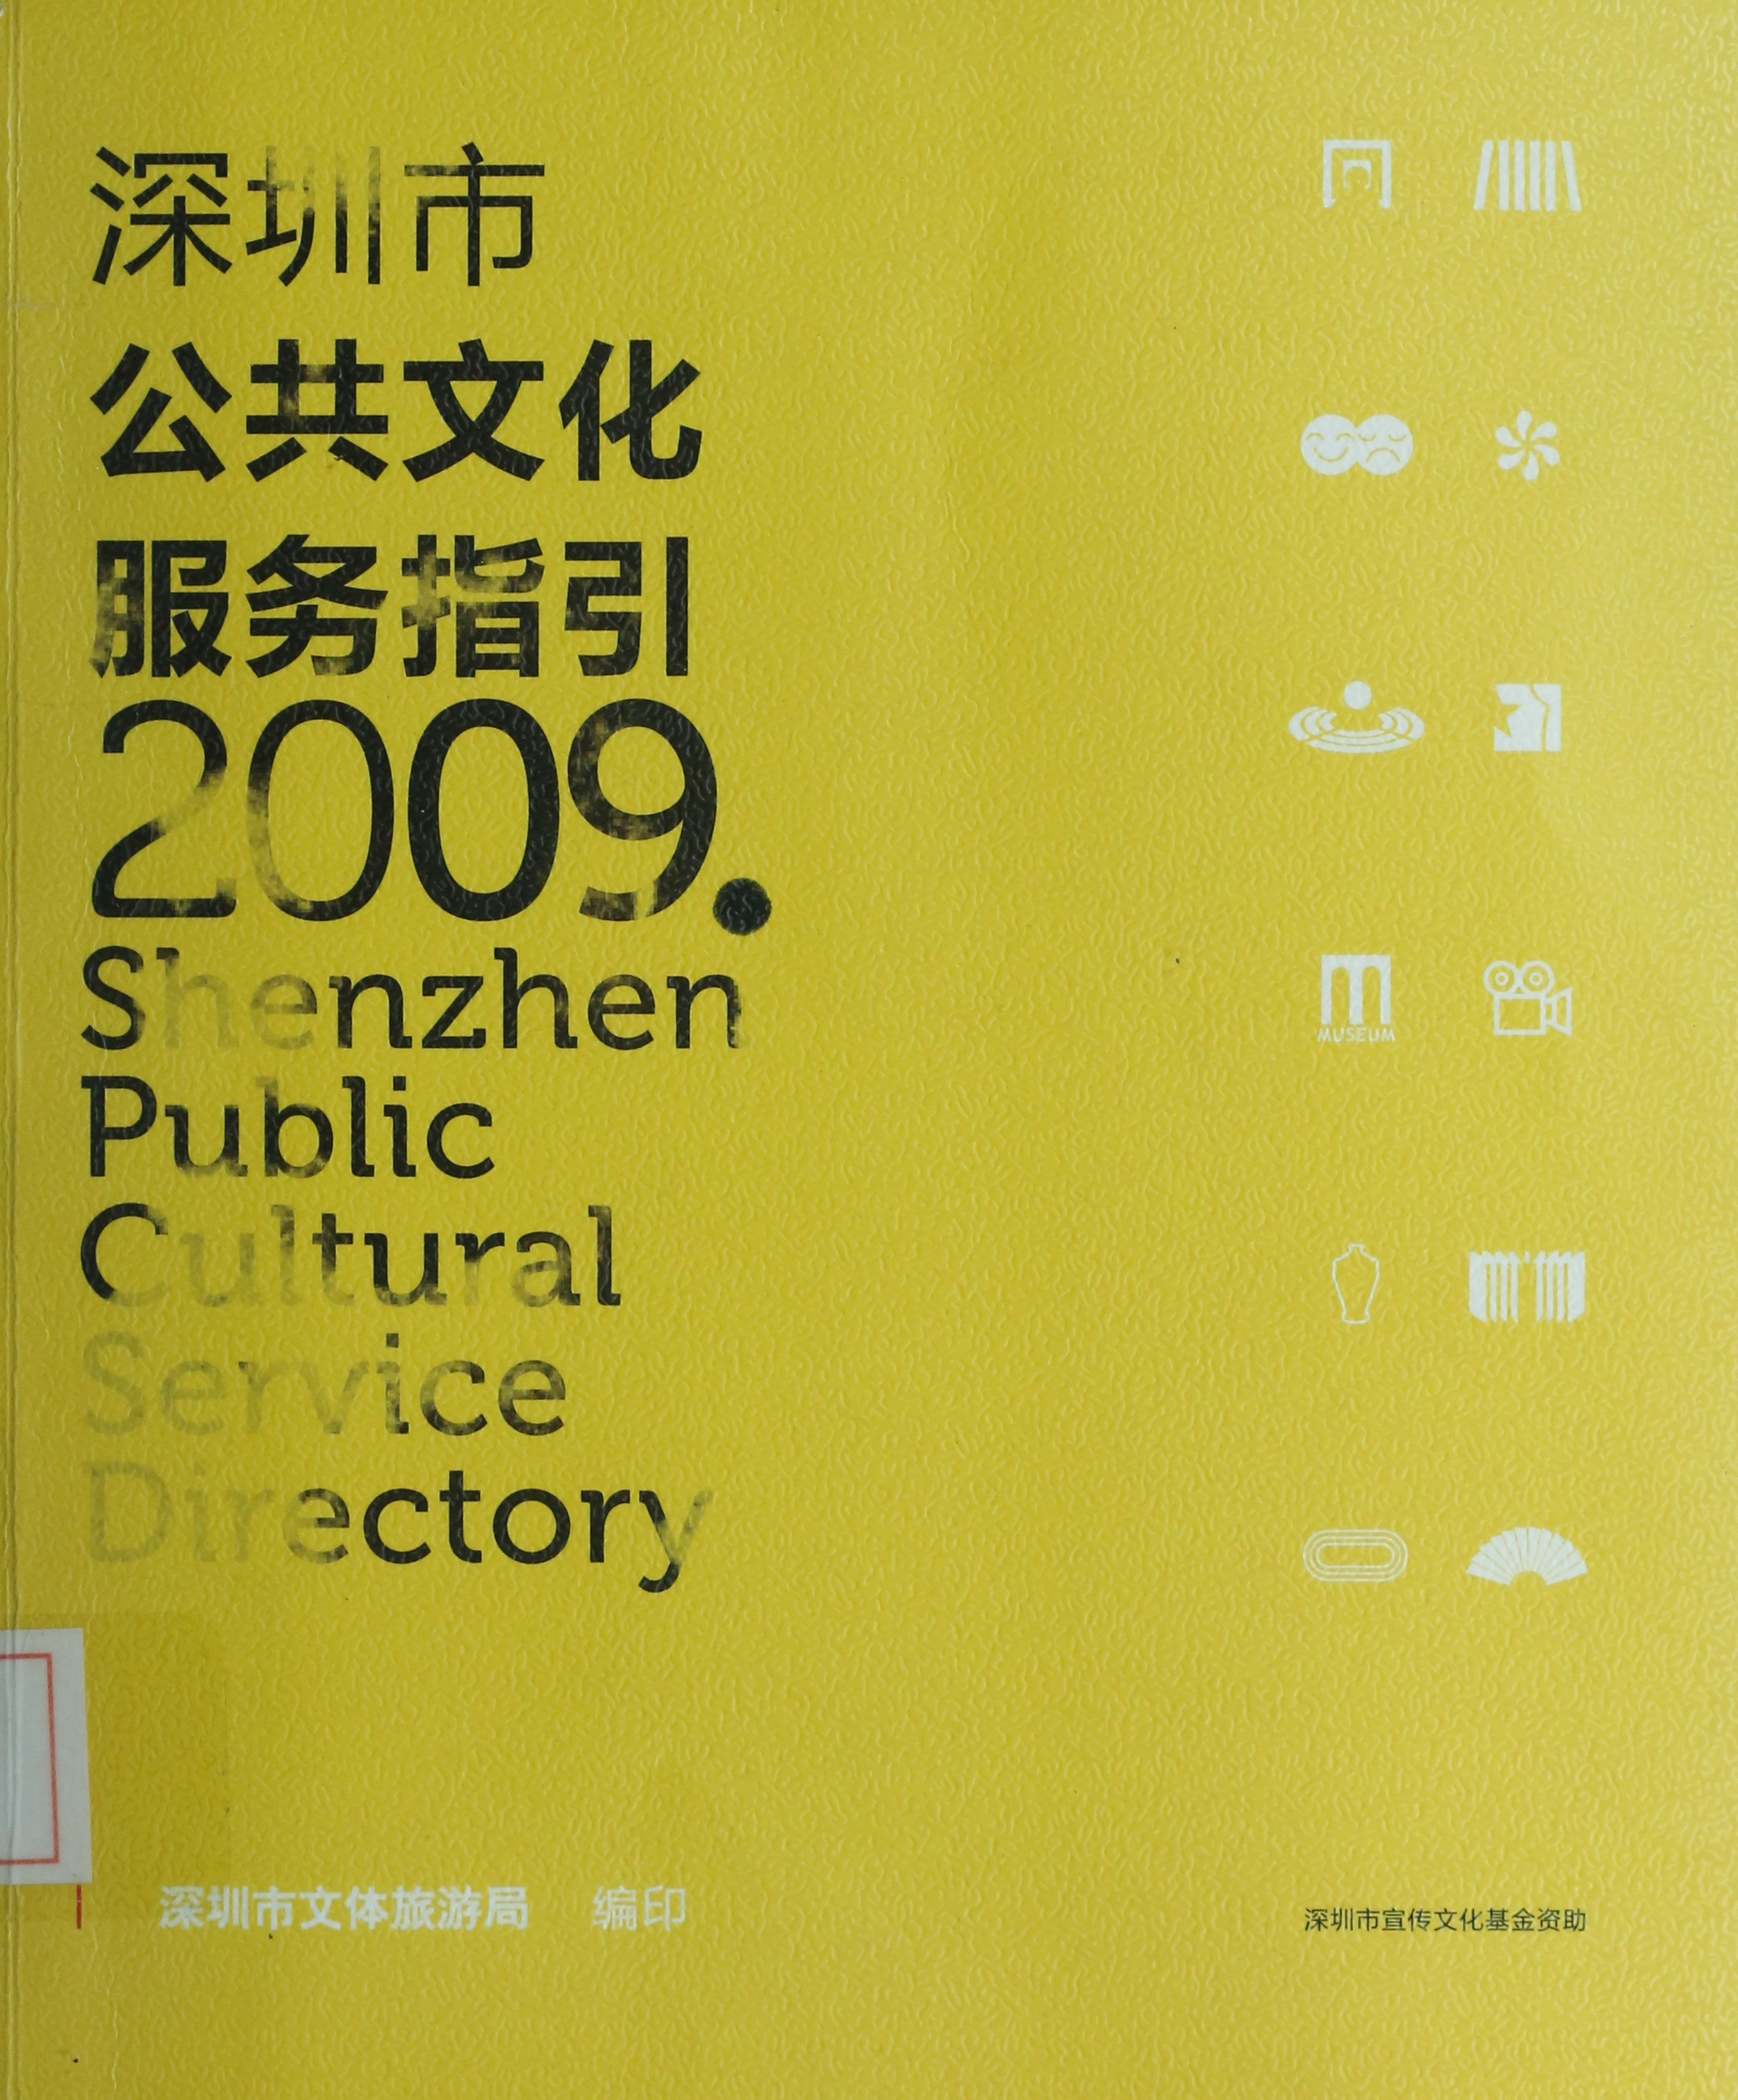 深圳市
公共文化
服务指引
2009.
Shenzhen
Public
Cultural
Service
Directory
MUSEUM
深圳市文体旅游局 编印
深圳市宣传文化基金资助